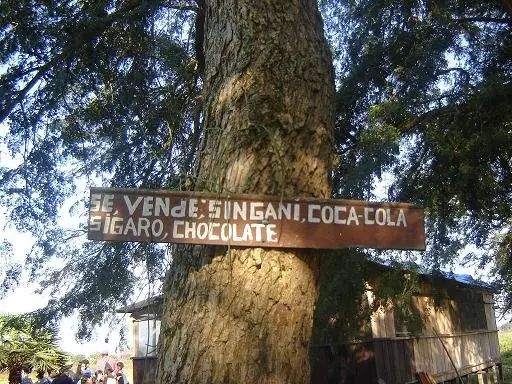 SE VENDE, SINGANI, COCA-COLA
SIGARO, CHOCOLATE